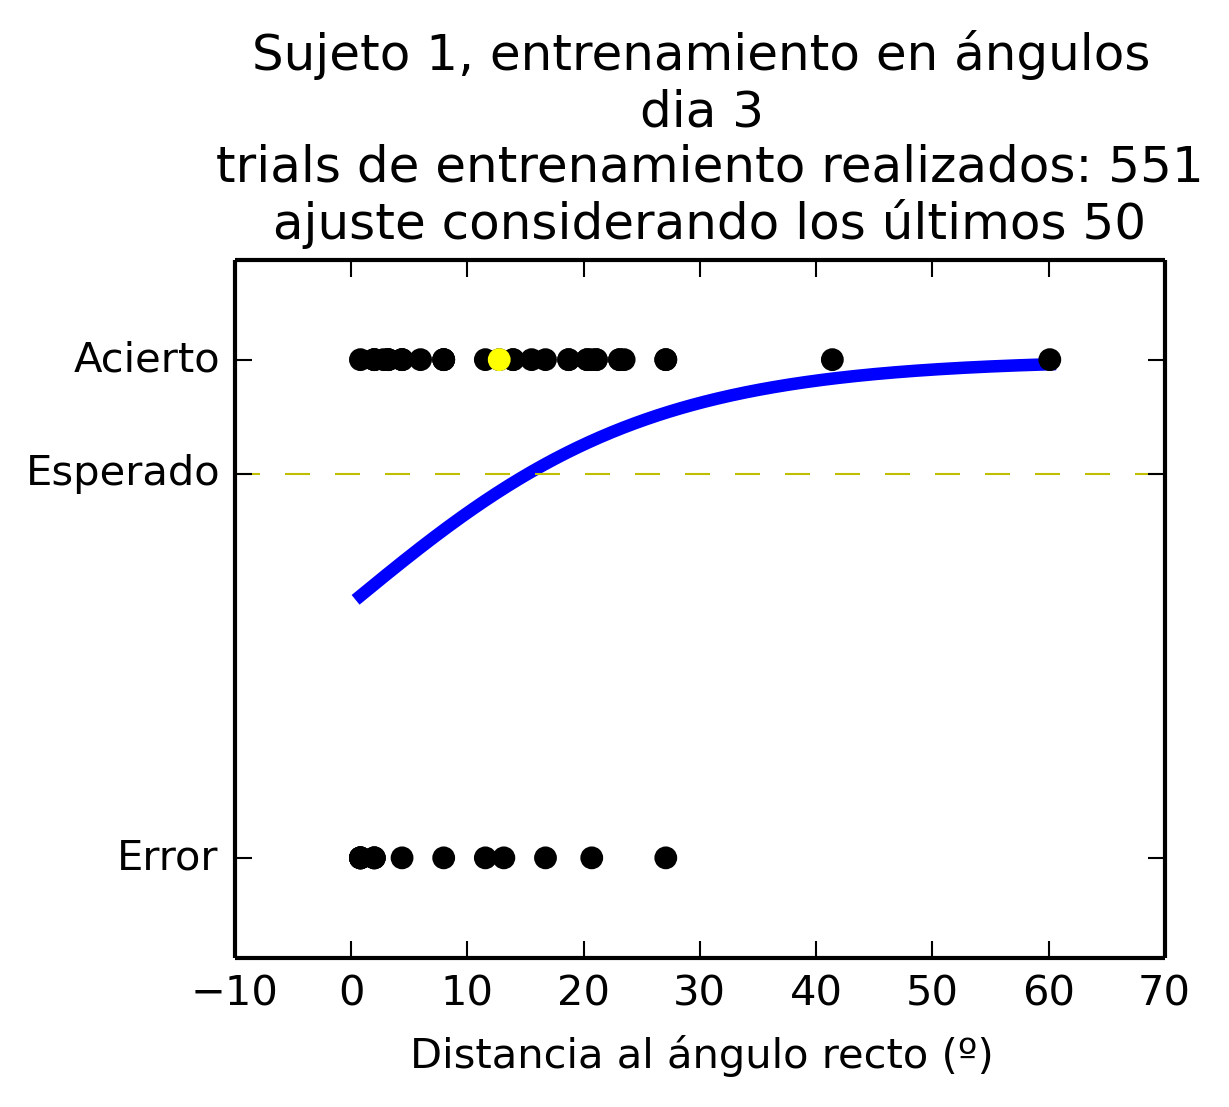 Sujeto 1, entrenamiento en ángulos
dia 3
trials de entrenamiento realizados: 551
ajuste considerando los últimos 50
Acierto
Esperado
Error
−10 0 10 20 30 40 50 60 70
Distancia al ángulo recto (º)